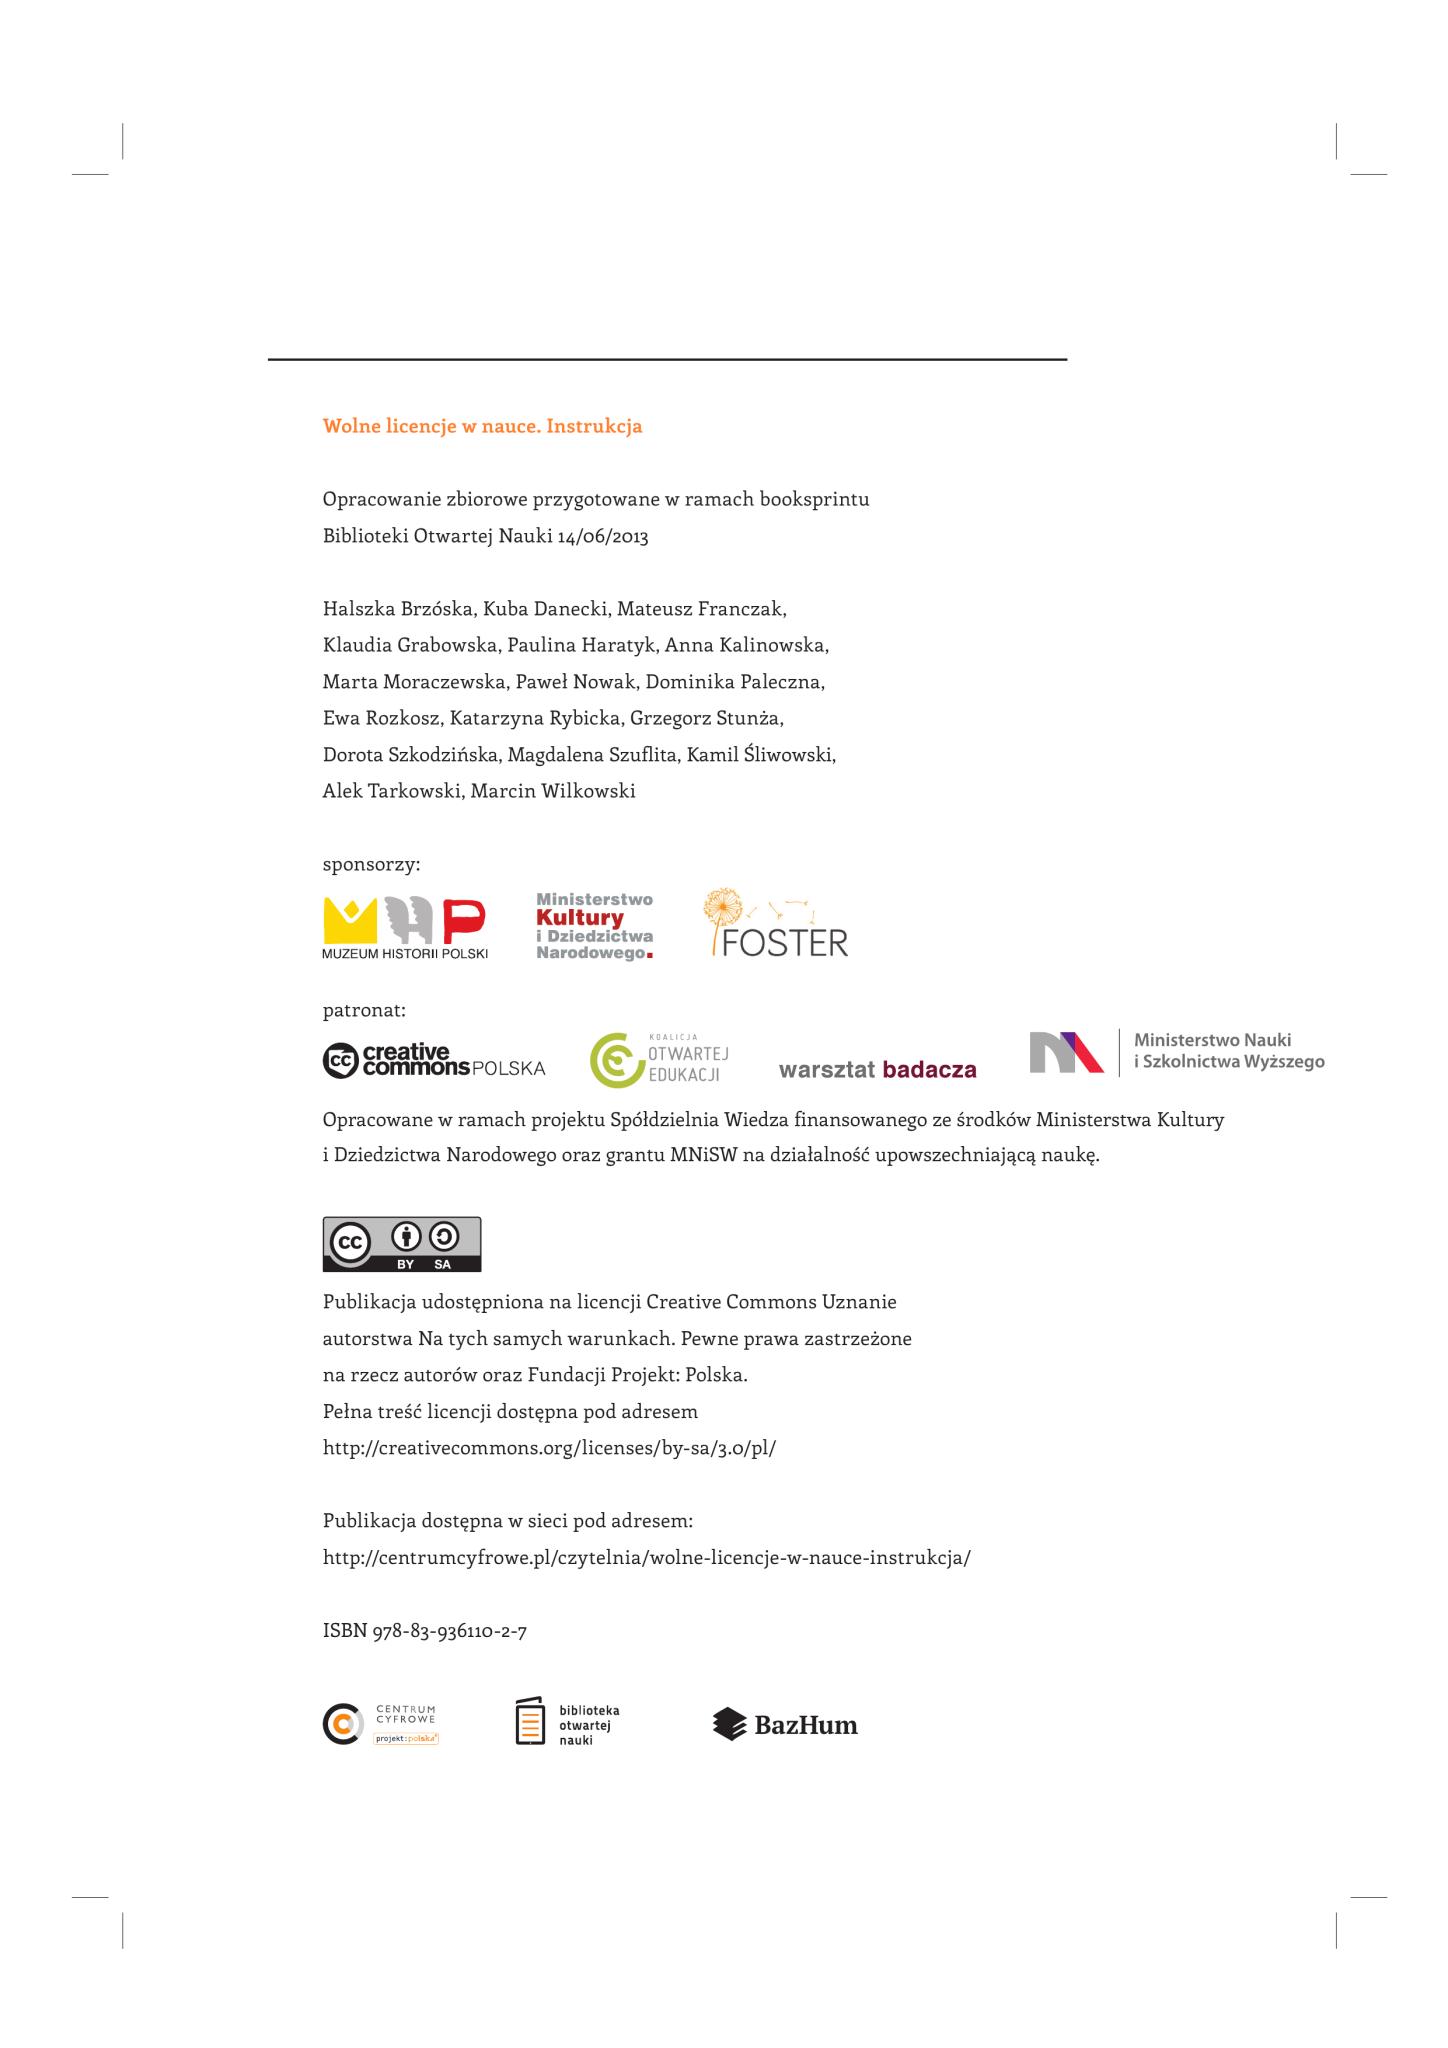 Wolne licencje w nauce. Instrukcja
Opracowanie zbiorowe przygotowane w ramach booksprintu
Biblioteki Otwartej Nauki 14/06/2013
Halszka Brzóska, Kuba Danecki, Mateusz Franczak,
Klaudia Grabowska, Paulina Haratyk, Anna Kalinowska,
Marta Moraczewska, Paweł Nowak, Dominika Paleczna,
Ewa Rozkosz, Katarzyna Rybicka, Grzegorz Stunża,
Dorota Szkodzińska, Magdalena Szuflita, Kamil Śliwowski,
Alek Tarkowski, Marcin Wilkowski
sponsorzy:
MHP
MUZEUM HISTORII POLSKI
Ministerstwo
Kultury
i Dziedzictwa
Narodowego.
FOSTER
patronat:
cc creative
commons POLSKA
KOALICJA
OTWARTEJ
EDUKACJI
warsztat badacza
Ministerstwo Nauki
i Szkolnictwa Wyższego
Opracowane w ramach projektu Spółdzielnia Wiedza finansowanego ze środków Ministerstwa Kultury
i Dziedzictwa Narodowego oraz grantu MNiSW na działalność upowszechniającą naukę.
cc
BY SA
Publikacja udostępniona na licencji Creative Commons Uznanie
autorstwa Na tych samych warunkach. Pewne prawa zastrzeżone
na rzecz autorów oraz Fundacji Projekt: Polska.
Pełna treść licencji dostępna pod adresem
http://creativecommons.org/licenses/by-sa/3.0/pl/
Publikacja dostępna w sieci pod adresem:
http://centrumcyfrowe.pl/czytelnia/wolne-licencje-w-nauce-instrukcja/
ISBN 978-83-936110-2-7
CENTRUM
CYFROWE
projekt:polska
biblioteka
otwartej
nauki
BazHum